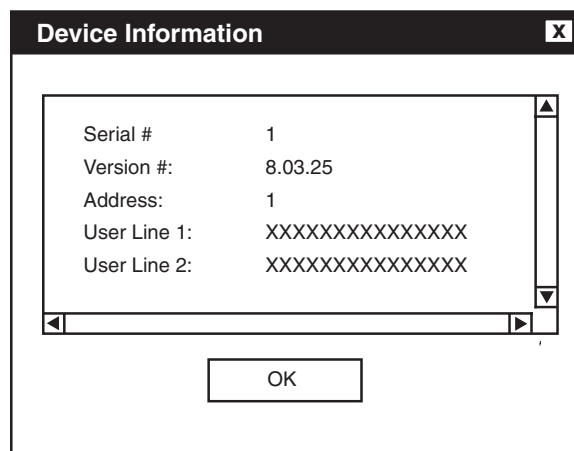 Device Information X
Serial # 1
Version #: 8.03.25
Address: 1
User Line 1: XXXXXXXXXXXXXXX
User Line 2: XXXXXXXXXXXXXXX
OK